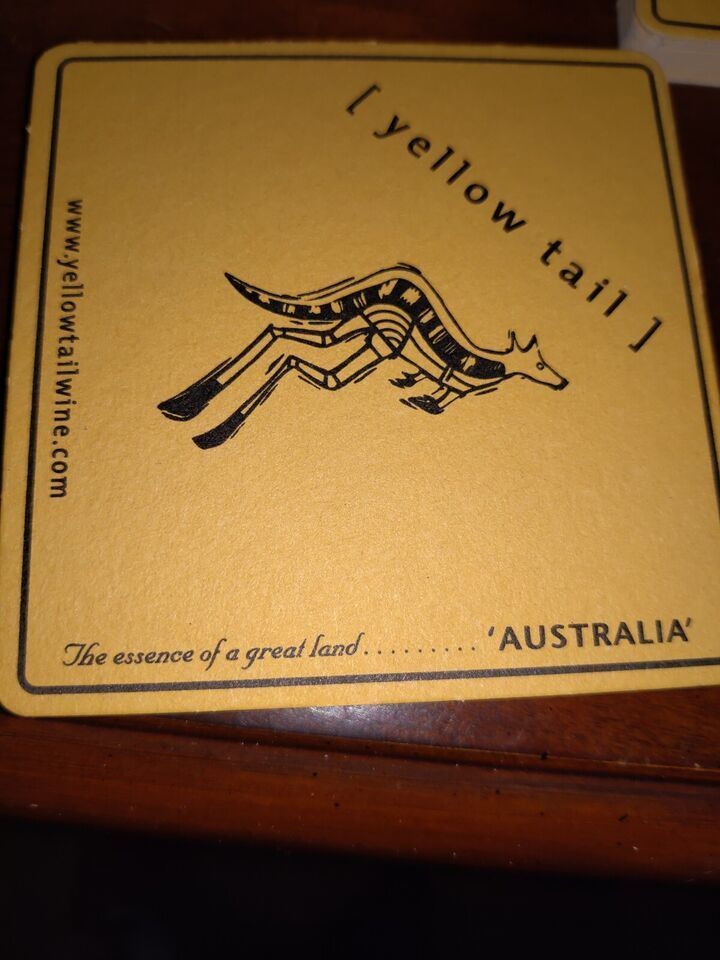 [ yellow tail ]
www.yellowtailwine.com
The essence of a great land.......... 'AUSTRALIA'